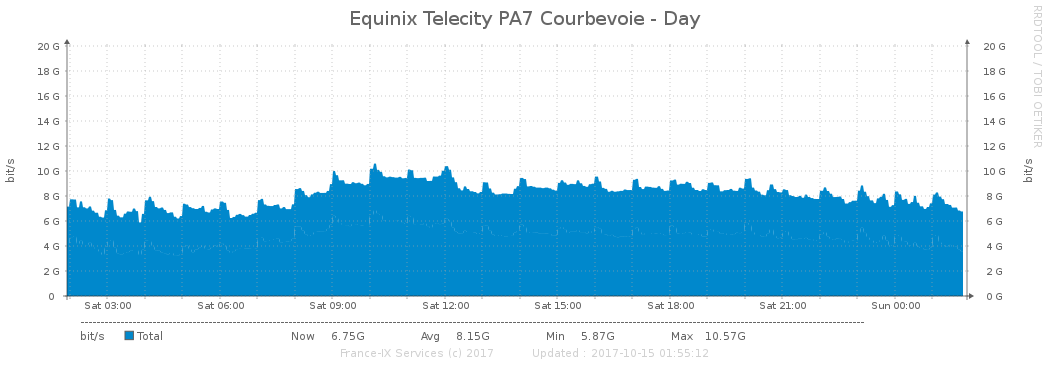 Equinix Telecity PA7 Courbevoie - Day
RRDTOOL / TOBI OETIKER
bit/s
bit/s
20 G 20 G
18 G 18 G
16 G 16 G
14 G 14 G
12 G 12 G
10 G 10 G
8 G 8 G
6 G 6 G
4 G 4 G
2 G 2 G
0 0 G
Sat 03:00 Sat 06:00 Sat 09:00 Sat 12:00 Sat 15:00 Sat 18:00 Sat 21:00 Sun 00:00
bit/s Total Now 6.75G Avg 8.15G Min 5.87G Max 10.57G
France-IX Services (c) 2017 Updated : 2017-10-15 01:55:12